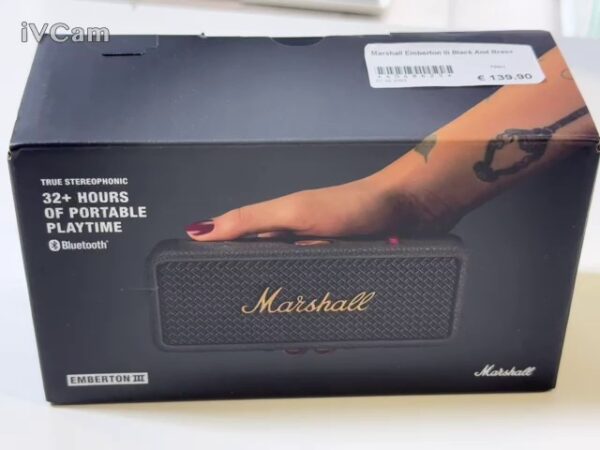 iVCam
Marshall Emberton III Black And Brass
€ 139.90
TRUE STEREOPHONIC
32+ HOURS
OF PORTABLE
PLAYTIME
Bluetooth
Marshall
EMBERTON III
Marshall